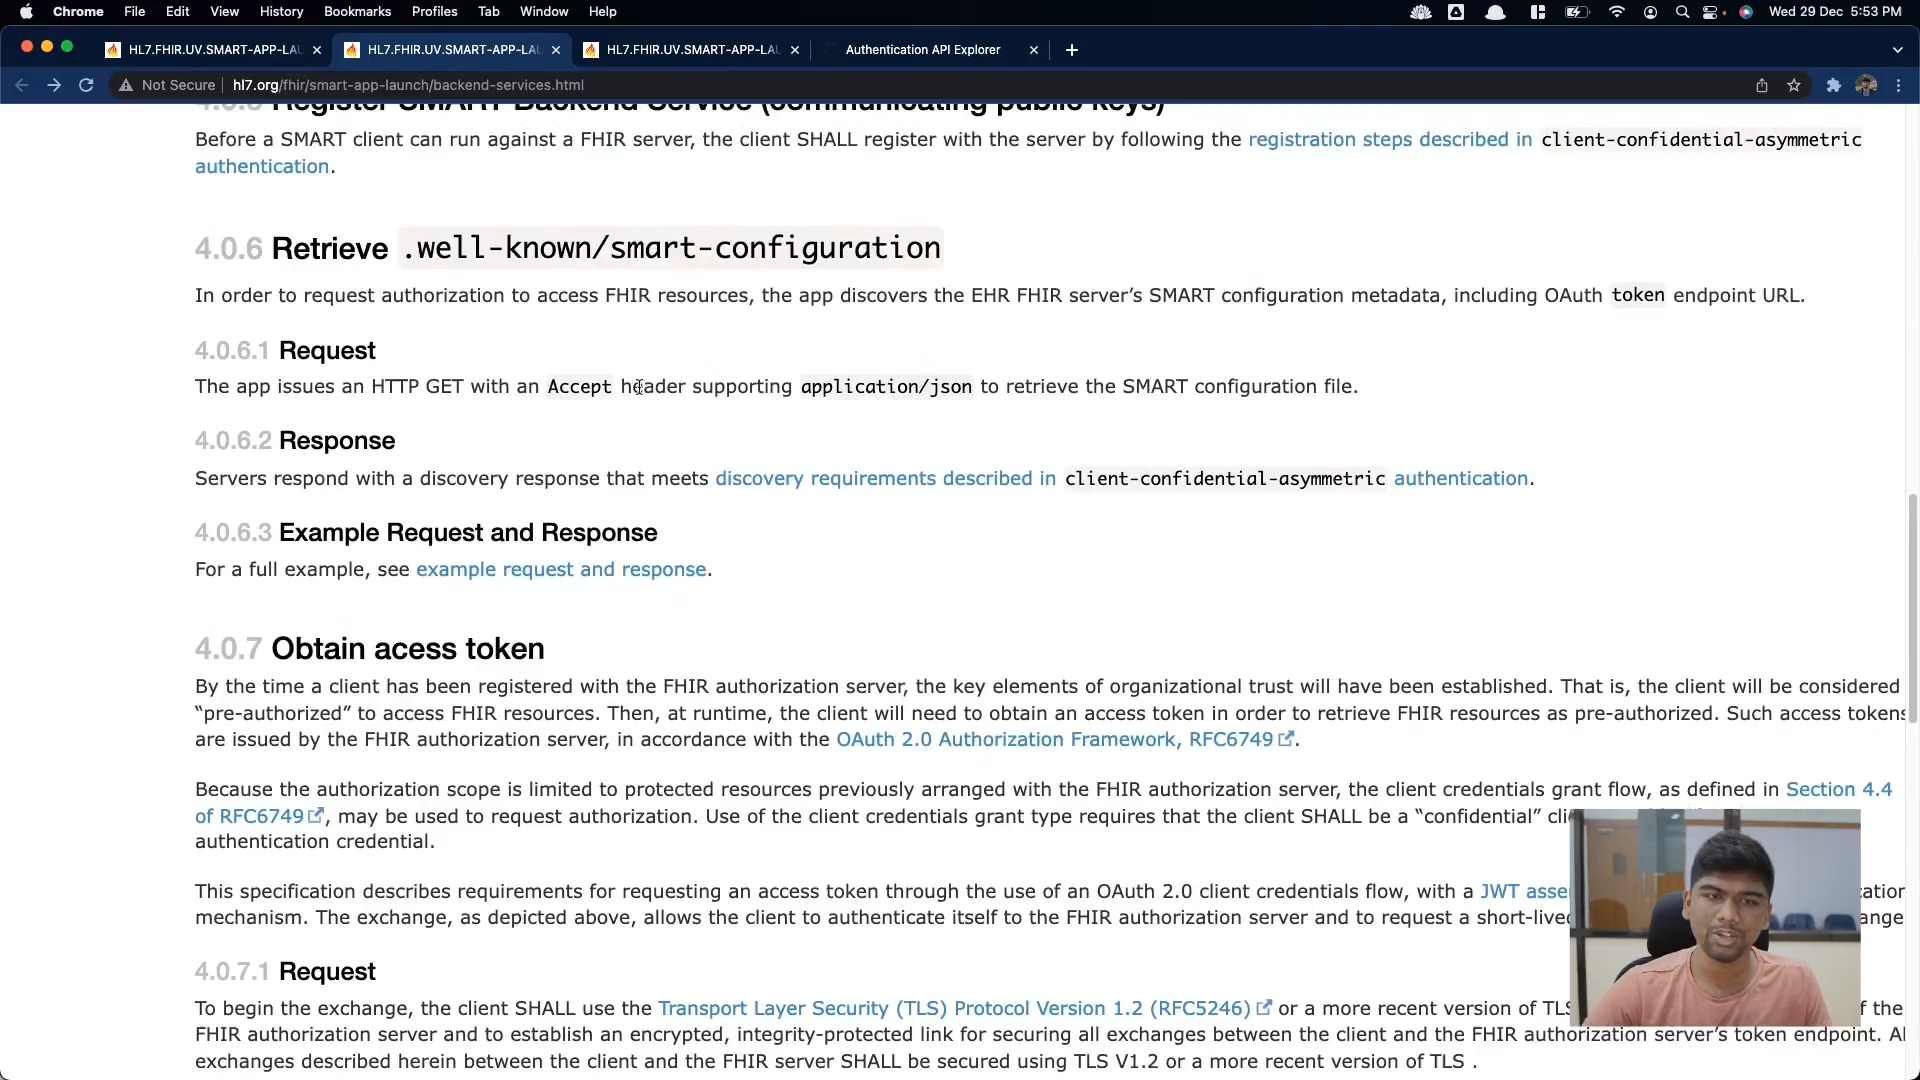 Chrome File Edit View History Bookmarks Profiles Tab Window Help Wed 29 Dec 5:53 PM
HL7.FHIR.UV.SMART-APP-LAU HL7.FHIR.UV.SMART-APP-LAU HL7.FHIR.UV.SMART-APP-LAU Authentication API Explorer
Not Secure hl7.org/fhir/smart-app-launch/backend-services.html
Register SMART Backend Service (communicating public keys)
Before a SMART client can run against a FHIR server, the client SHALL register with the server by following the registration steps described in client-confidential-asymmetric
authentication.
4.0.6 Retrieve .well-known/smart-configuration
In order to request authorization to access FHIR resources, the app discovers the EHR FHIR server’s SMART configuration metadata, including OAuth token endpoint URL.
4.0.6.1 Request
The app issues an HTTP GET with an Accept header supporting application/json to retrieve the SMART configuration file.
4.0.6.2 Response
Servers respond with a discovery response that meets discovery requirements described in client-confidential-asymmetric authentication.
4.0.6.3 Example Request and Response
For a full example, see example request and response.
4.0.7 Obtain acess token
By the time a client has been registered with the FHIR authorization server, the key elements of organizational trust will have been established. That is, the client will be considered
“pre-authorized” to access FHIR resources. Then, at runtime, the client will need to obtain an access token in order to retrieve FHIR resources as pre-authorized. Such access tokens
are issued by the FHIR authorization server, in accordance with the OAuth 2.0 Authorization Framework, RFC6749.
Because the authorization scope is limited to protected resources previously arranged with the FHIR authorization server, the client credentials grant flow, as defined in Section 4.4
of RFC6749, may be used to request authorization. Use of the client credentials grant type requires that the client SHALL be a “confidential” cli
authentication credential.
This specification describes requirements for requesting an access token through the use of an OAuth 2.0 client credentials flow, with a JWT asse cation
mechanism. The exchange, as depicted above, allows the client to authenticate itself to the FHIR authorization server and to request a short-lived ange
4.0.7.1 Request
To begin the exchange, the client SHALL use the Transport Layer Security (TLS) Protocol Version 1.2 (RFC5246) or a more recent version of TLS f the
FHIR authorization server and to establish an encrypted, integrity-protected link for securing all exchanges between the client and the FHIR authorization server’s token endpoint. Al
exchanges described herein between the client and the FHIR server SHALL be secured using TLS V1.2 or a more recent version of TLS .